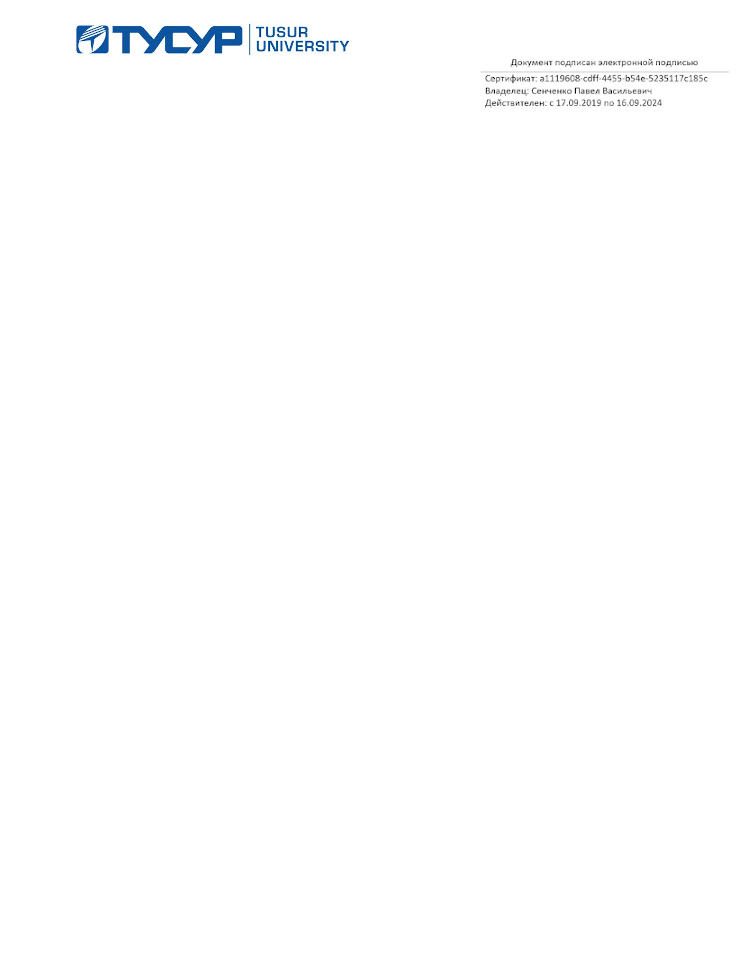 ТУСУР
TUSUR
UNIVERSITY
Документ подписан электронной подписью
Сертификат: a1119608-cdff-4455-b54e-5235117c185c
Владелец: Сенченко Павел Васильевич
Действителен: с 17.09.2019 по 16.09.2024